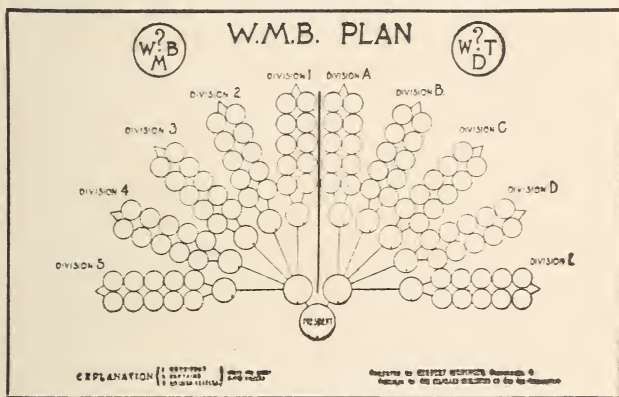 W.M.B. PLAN
W ? B
M
W ? T
D
DIVISION 1
DIVISION A
DIVISION 2
DIVISION B
DIVISION 3
DIVISION C
DIVISION 4
DIVISION D
DIVISION 5
DIVISION E
PRESIDENT
EXPLANATION